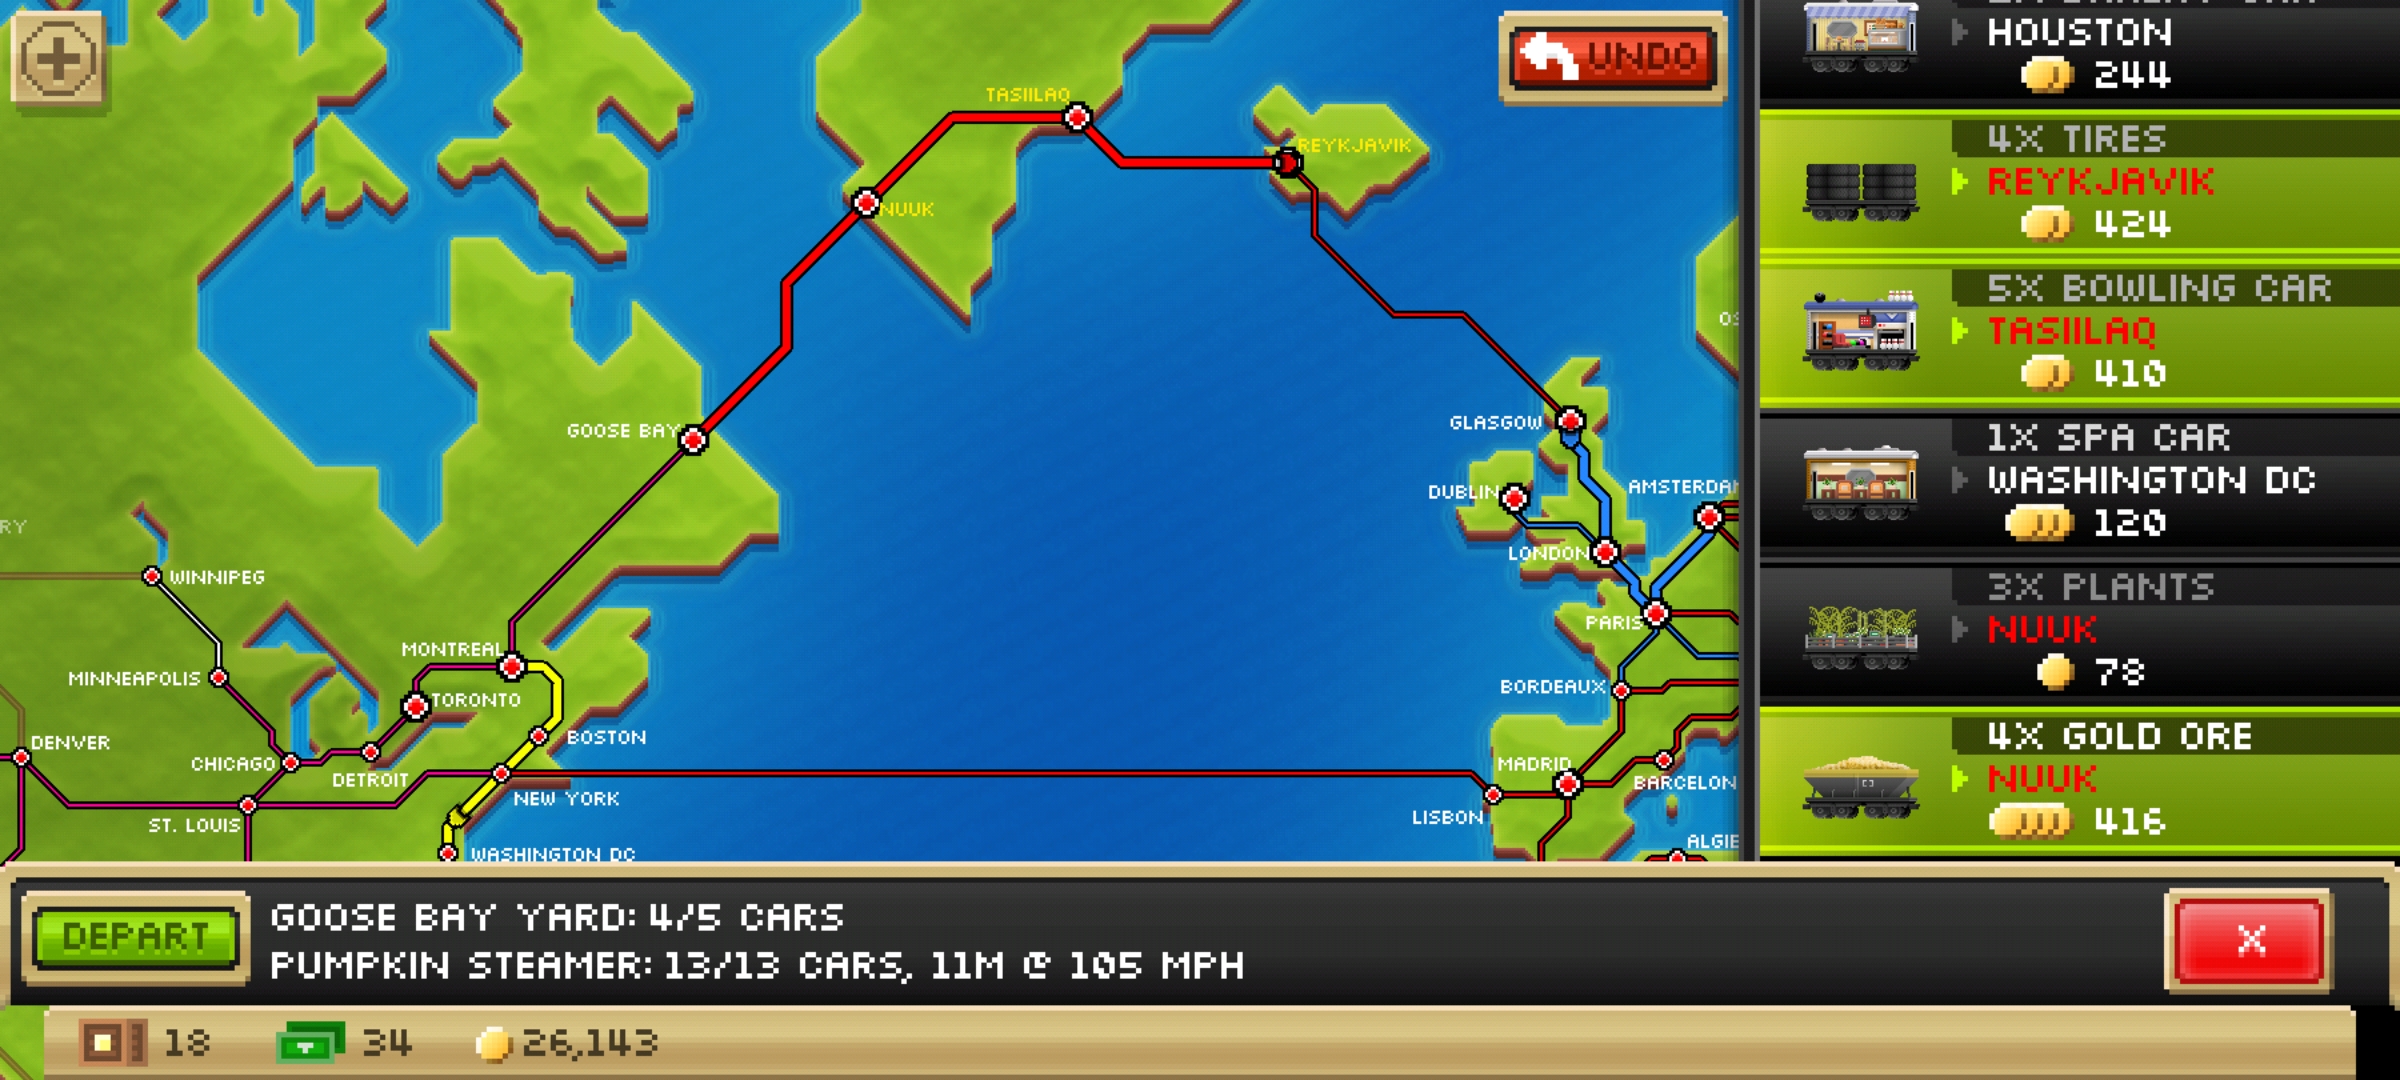 UNDO
HOUSTON
244
TASIILAQ
4X TIRES
REYKJAVIK
REYKJAVIK
424
NUUK
5X BOWLING CAR
TASIILAQ
410
GOOSE BAY
GLASGOW
1X SPA CAR
WASHINGTON DC
120
DUBLIN
AMSTERDAM
LONDON
WINNIPEG
3X PLANTS
NUUK
78
PARIS
MONTREAL
MINNEAPOLIS
TORONTO
BORDEAUX
4X GOLD ORE
NUUK
416
DENVER
BOSTON
CHICAGO
DETROIT
MADRID
BARCELON
NEW YORK
ST. LOUIS
LISBON
ALGIE
WASHINGTON DC
DEPART
GOOSE BAY YARD: 4/5 CARS
PUMPKIN STEAMER: 13/13 CARS, 11M @ 105 MPH
X
18
34
26,143